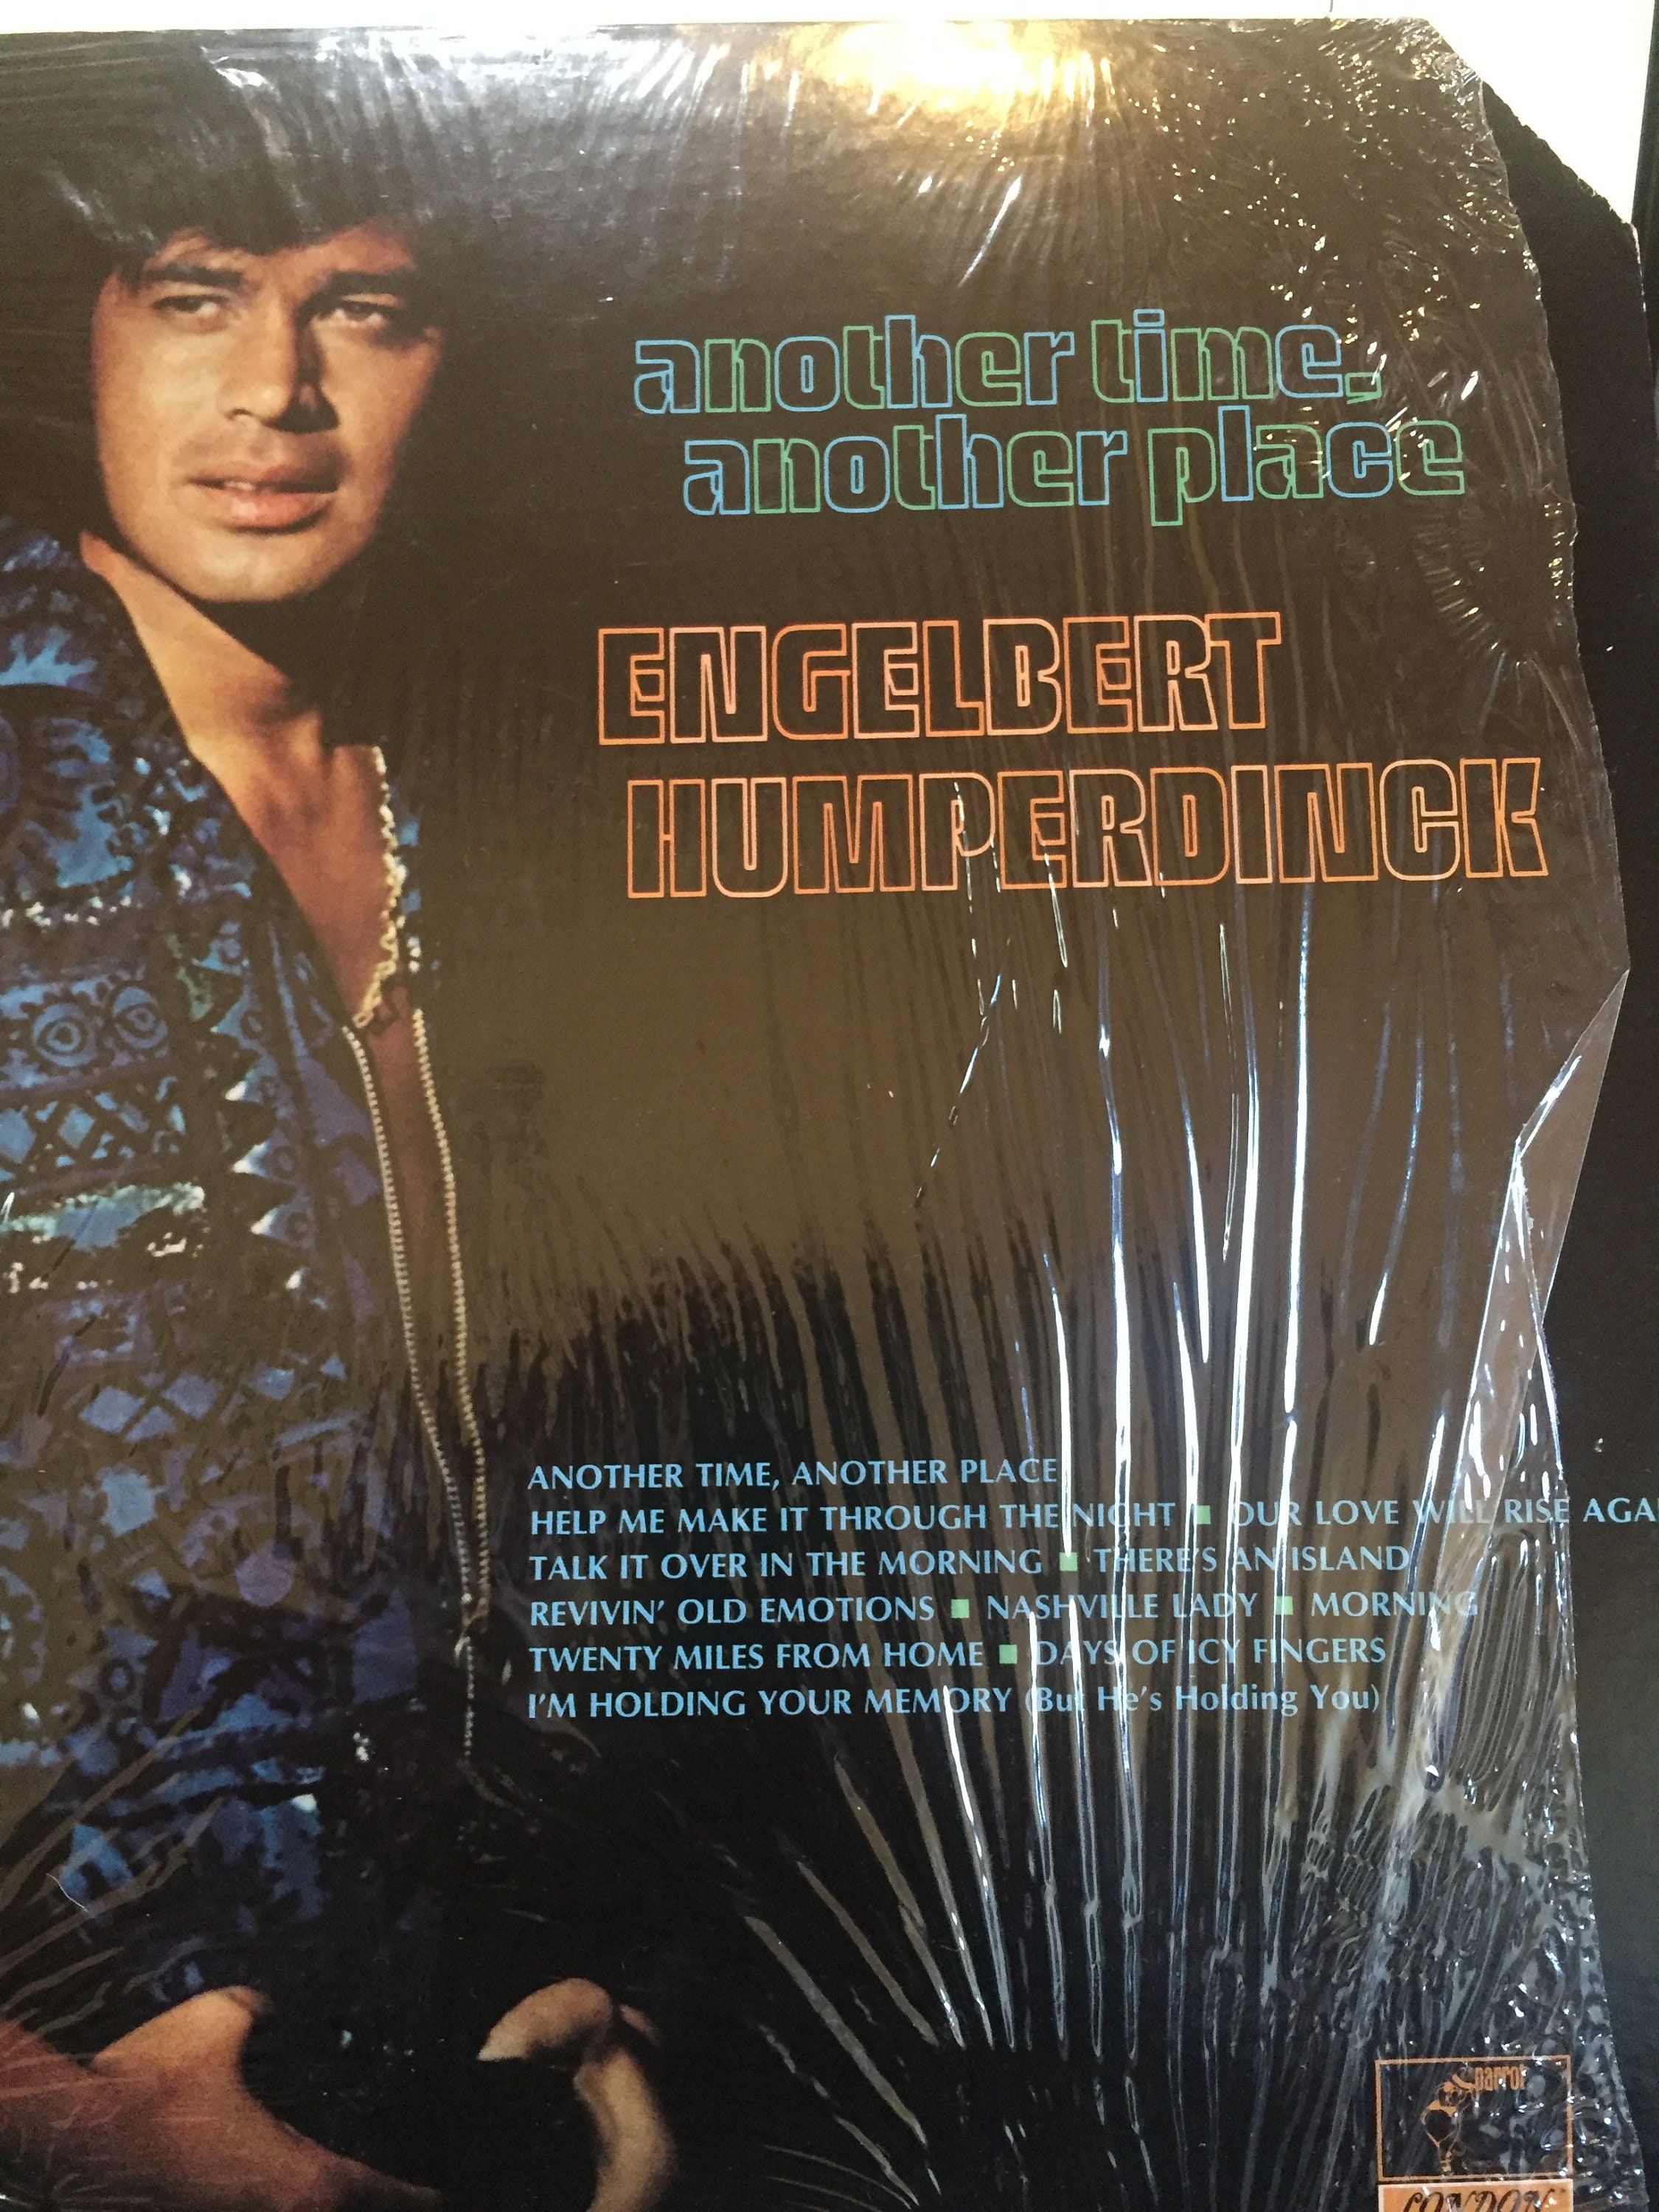 another time,
another place
ENGELBERT
HUMPERDINCK
ANOTHER TIME, ANOTHER PLACE
HELP ME MAKE IT THROUGH THE NIGHT ■ OUR LOVE WILL RISE AGA
TALK IT OVER IN THE MORNING ■ THERE'S AN ISLAND
REVIVIN' OLD EMOTIONS ■ NASHVILLE LADY ■ MORNING
TWENTY MILES FROM HOME ■ DAYS OF ICY FINGERS
I'M HOLDING YOUR MEMORY (But He's Holding You)
parrot
LONDON